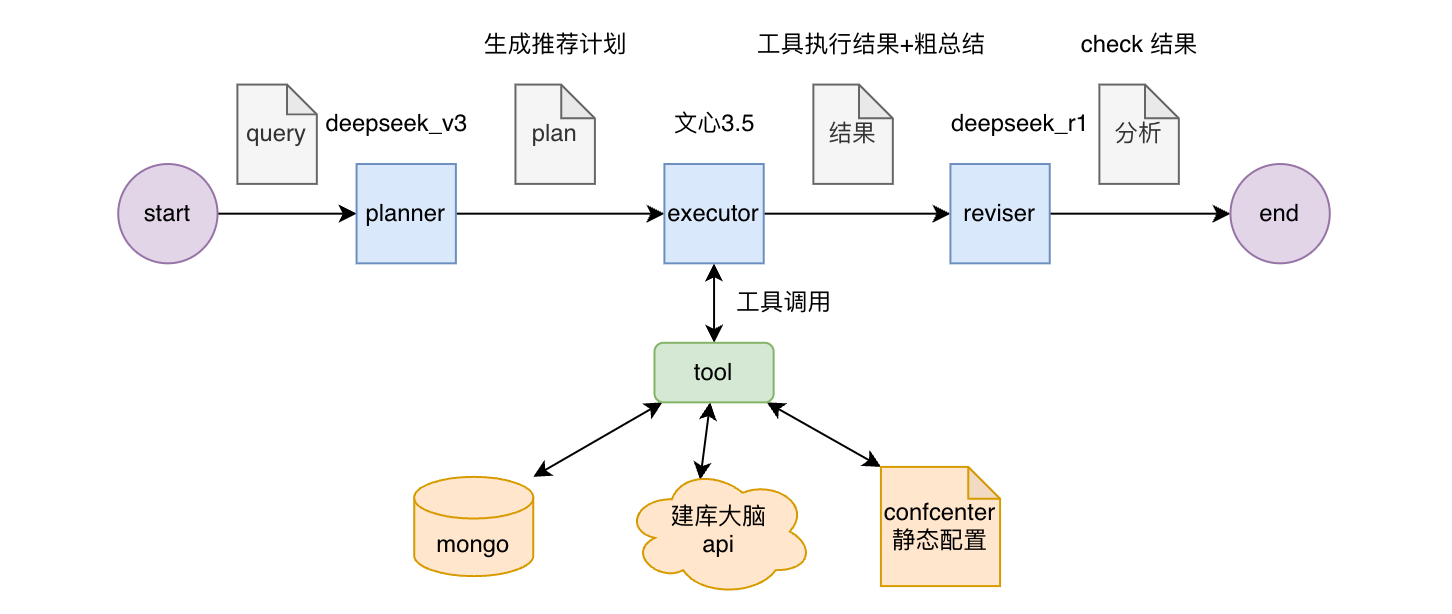 生成推荐计划
工具执行结果+粗总结
check 结果
query
deepseek_v3
plan
文心3.5
结果
deepseek_r1
分析
start
planner
executor
reviser
end
工具调用
tool
mongo
建库大脑
api
confcenter
静态配置